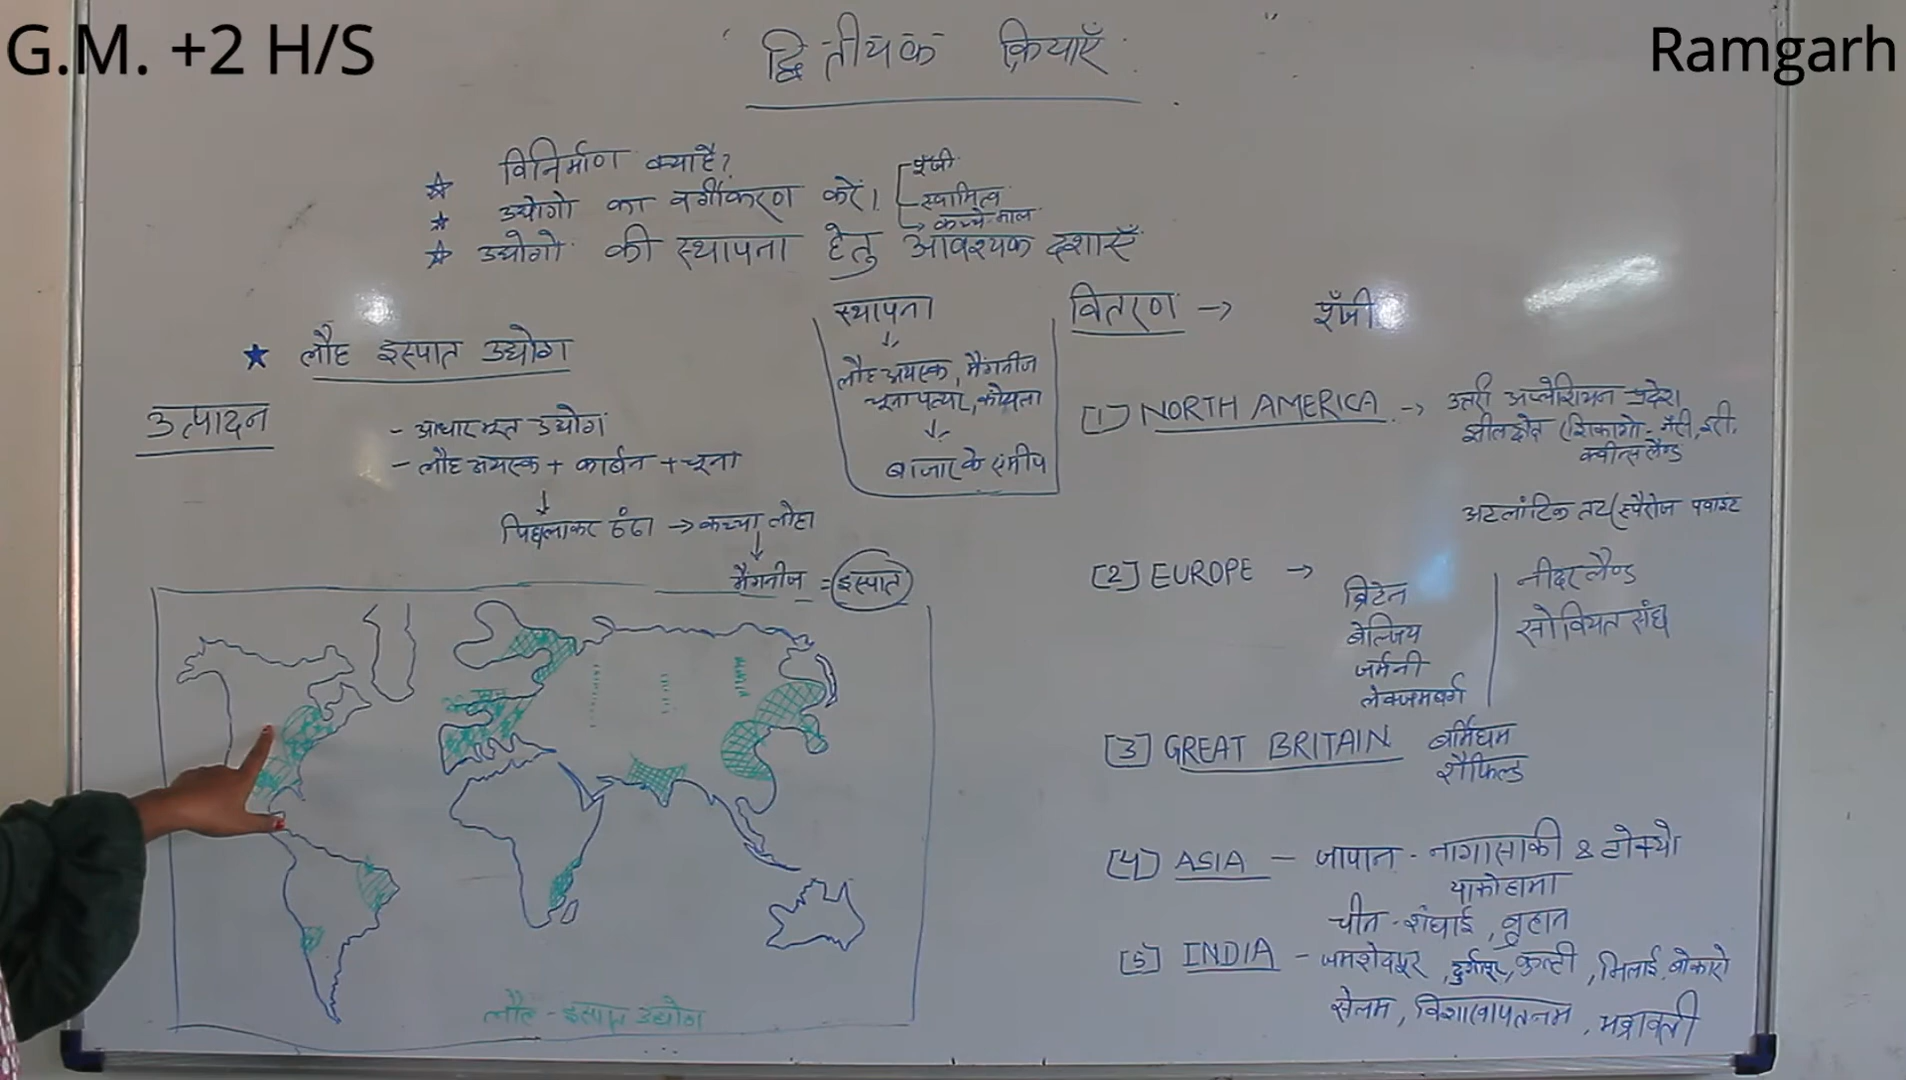 G.M. +2 H/S
Ramgarh
" द्वितीयक क्रियाएँ "
विनिर्माण क्या है?
उद्योगो का वर्गीकरण करें।
पूँजी
स्वामित्व
कच्चे माल
उद्योगो की स्थापना हेतु आवश्यक दशाएँ
लौह इस्पात उद्योग
उत्पादन
- आधारभूत उद्योग
- लौह अयस्क + कार्बन + चूना
↓
पिघलाकर ठंढा → कच्चा लोहा
↓
मैंगनीज = इस्पात
स्थापना
↓
लौह अयस्क, मैंगनीज
चूना पत्थर, कोयला
↓
बाजार के समीप
वितरण → पूँजी
[1] NORTH AMERICA → उत्तरी अप्लेशियन प्रदेश
झील क्षेत्र (शिकागो - गैरी, इरी,
क्वीन्सलैण्ड
अटलांटिक तट (स्पैरोज प्वाइंट
[2] EUROPE →
ब्रिटेन
बेल्जिय
जर्मनी
लेक्जमबर्ग
नीदरलैण्ड
सोवियत संघ
[3] GREAT BRITAIN बर्मिंघम
शैफिल्ड
[4] ASIA - जापान - नागासाकी & टोक्यो
याकोहामा
चीन - शंघाई, वूहान
[5] INDIA - जमशेदपुर, दुर्गापुर, कुल्टी, भिलाई, बोकारो
सेलम, विशाखापतनम, भद्रावती
लौह - इस्पात उद्योग